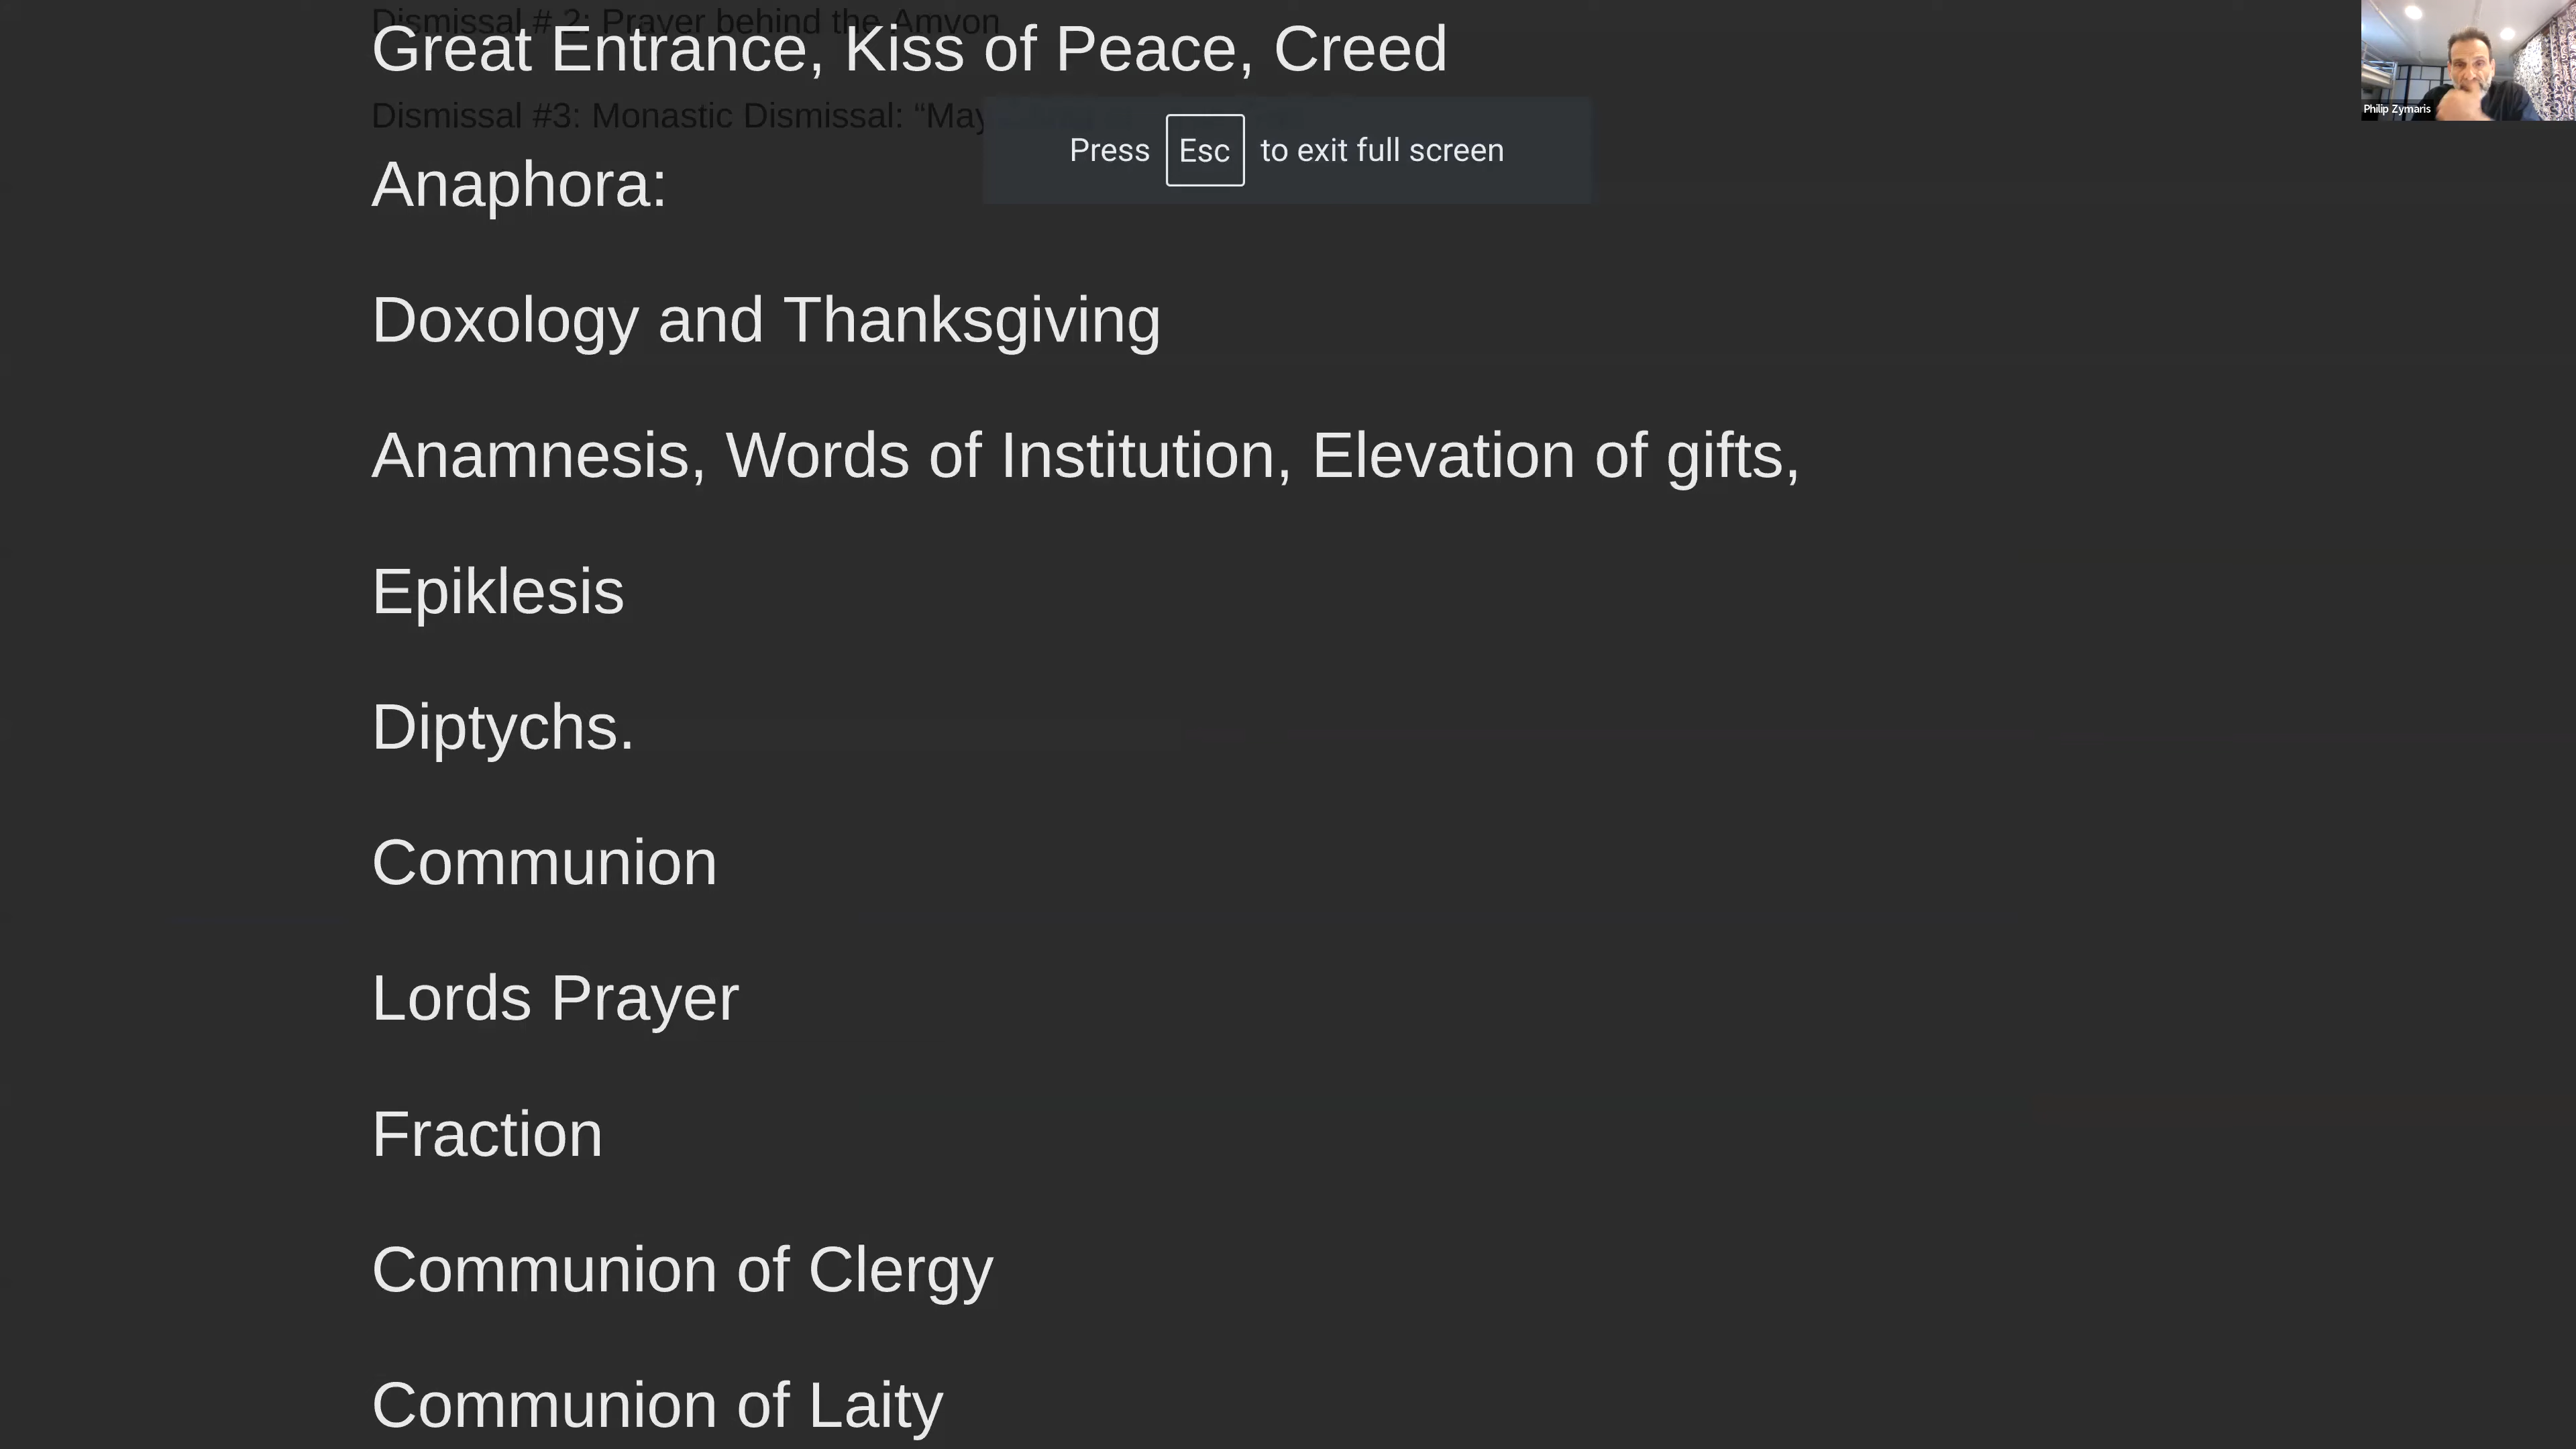 Dismissal # 2: Prayer behind the Amvon
Great Entrance, Kiss of Peace, Creed
Dismissal #3: Monastic Dismissal: “May
Press Esc to exit full screen
Anaphora:
Doxology and Thanksgiving
Anamnesis, Words of Institution, Elevation of gifts,
Epiklesis
Diptychs.
Communion
Lords Prayer
Fraction
Communion of Clergy
Communion of Laity
Philip Zymaris